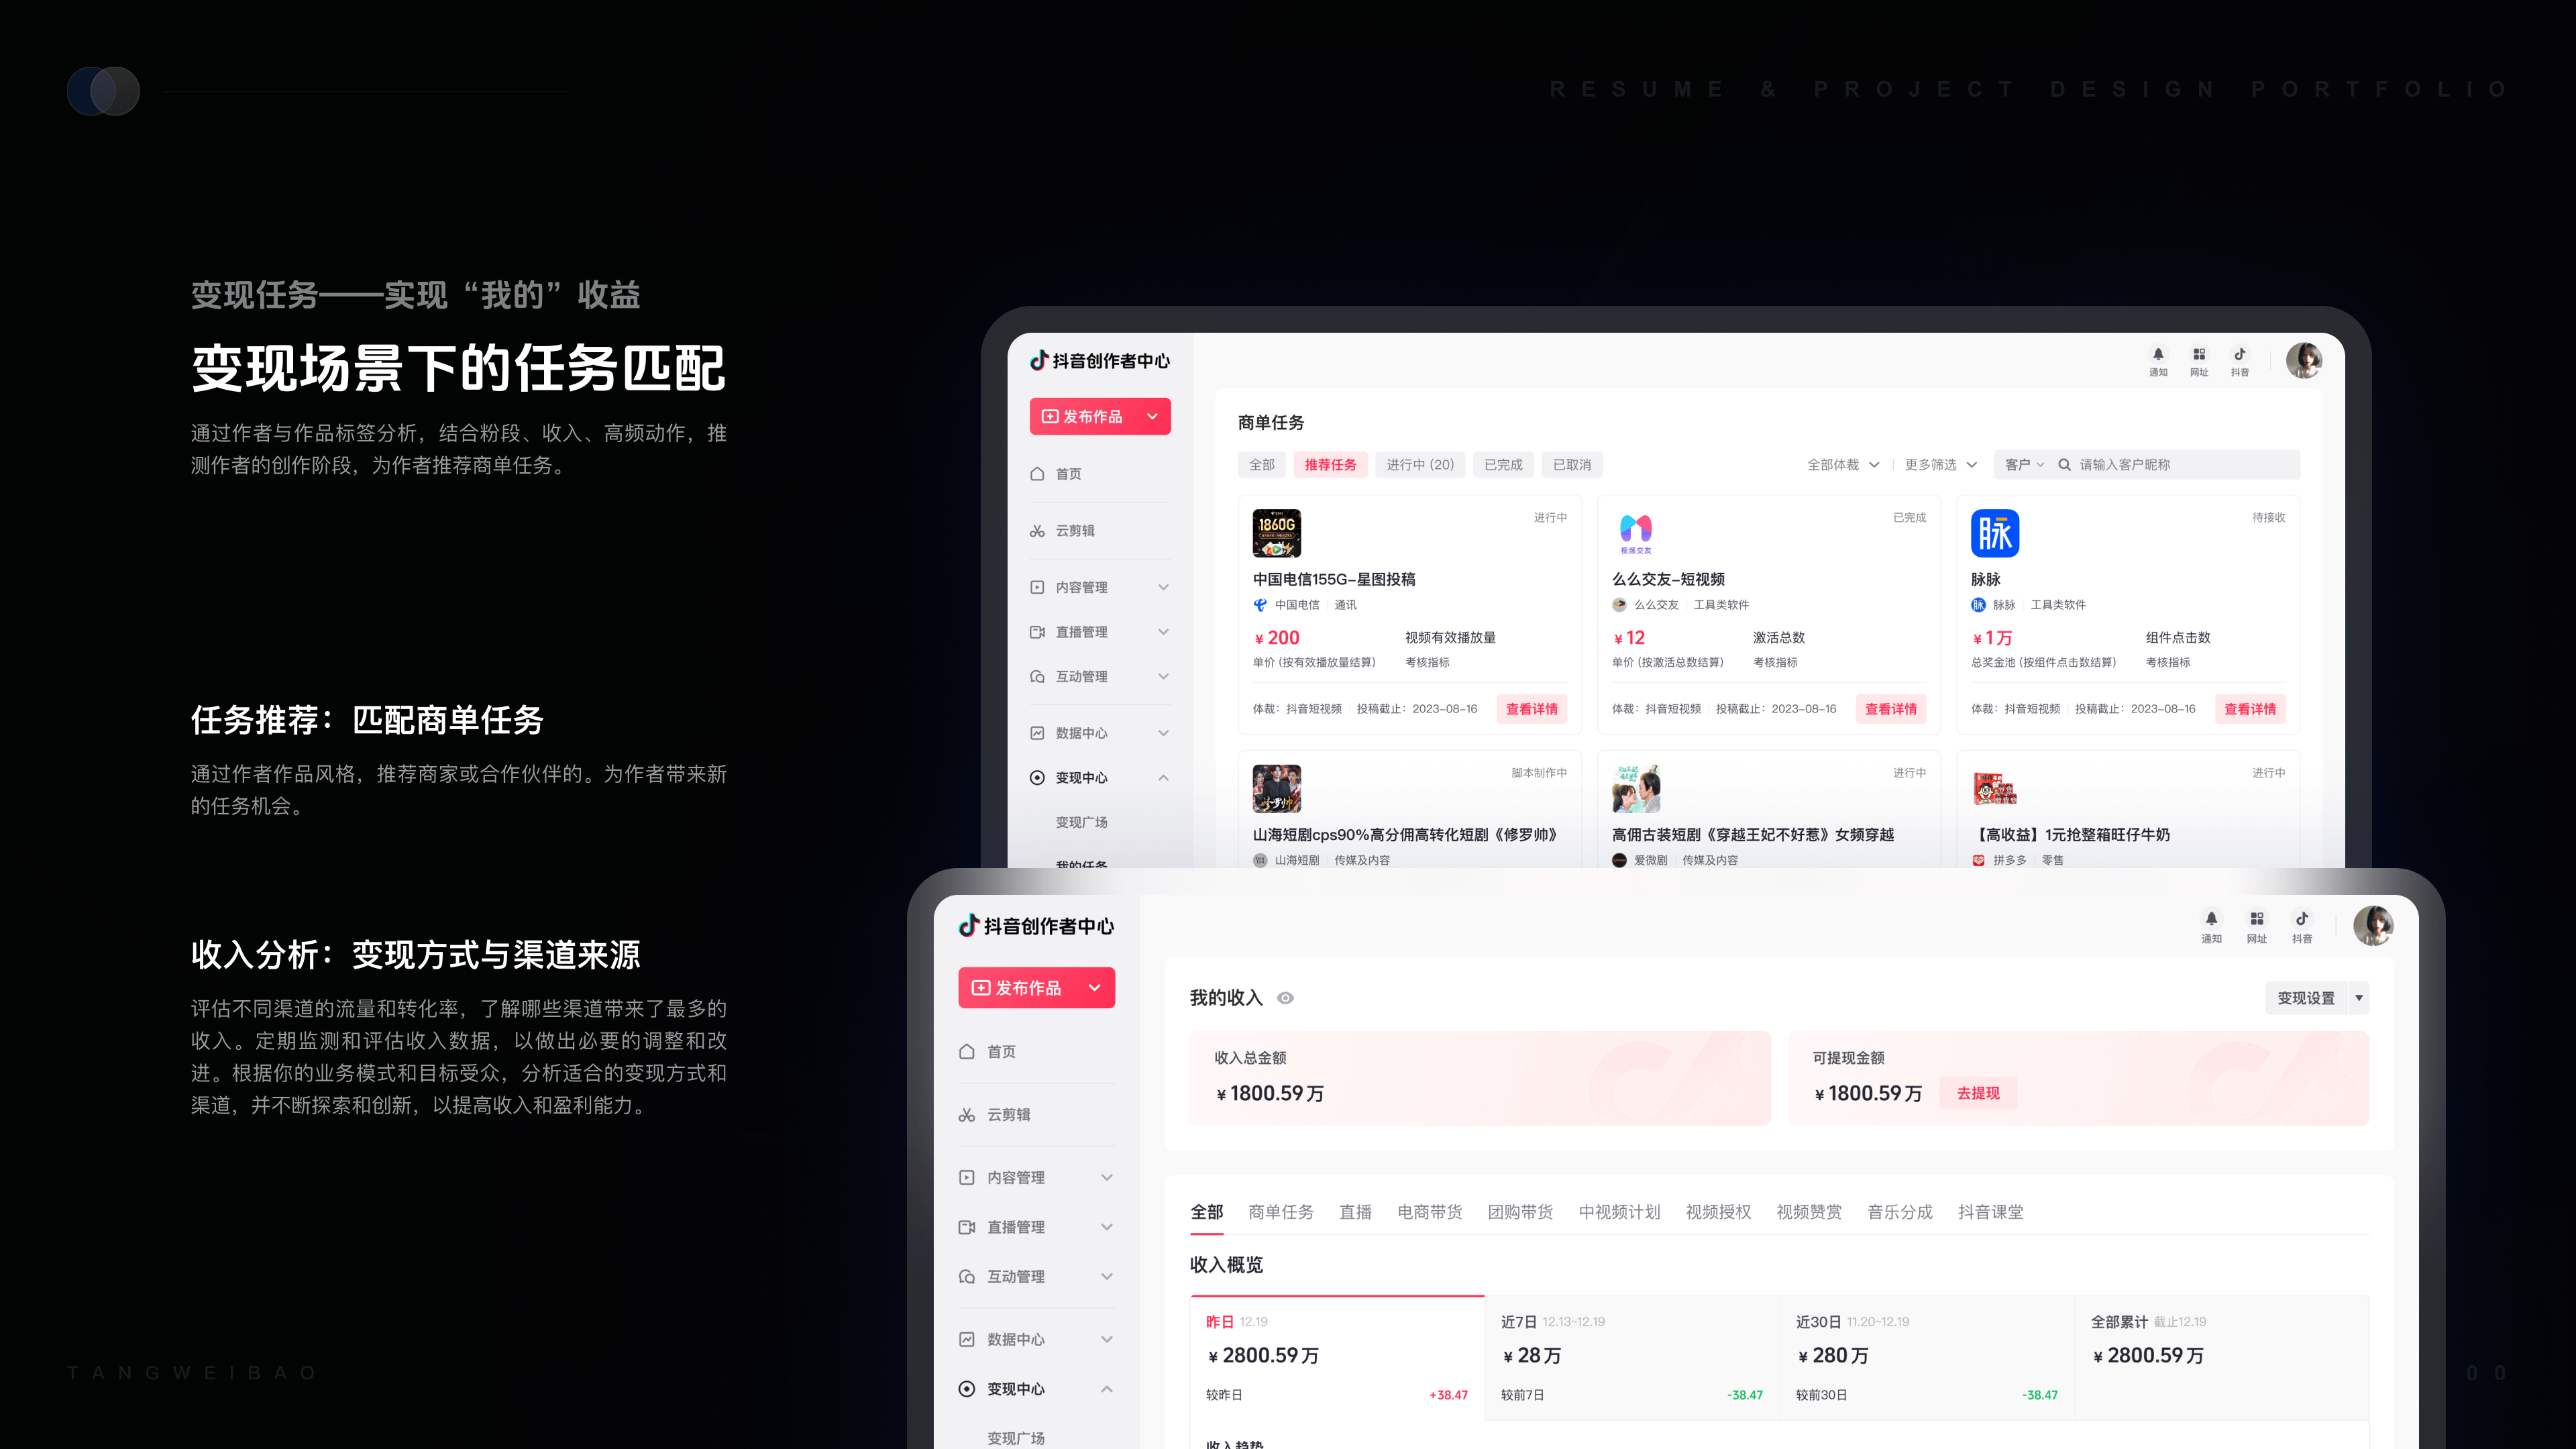 RESUME & PROJECT DESIGN PORTFOLIO
变现任务——实现“我的”收益
变现场景下的任务匹配
通过作者与作品标签分析，结合粉段、收入、高频动作，推
测作者的创作阶段，为作者推荐商单任务。
任务推荐：匹配商单任务
通过作者作品风格，推荐商家或合作伙伴的。为作者带来新
的任务机会。
收入分析：变现方式与渠道来源
评估不同渠道的流量和转化率，了解哪些渠道带来了最多的
收入。定期监测和评估收入数据，以做出必要的调整和改
进。根据你的业务模式和目标受众，分析适合的变现方式和
渠道，并不断探索和创新，以提高收入和盈利能力。
TANGWEIBAO
抖音创作者中心
发布作品
首页
云剪辑
内容管理
直播管理
互动管理
数据中心
变现中心
变现广场
我的任务
通知 网址 抖音
商单任务
全部 推荐任务 进行中 (20) 已完成 已取消
全部体裁 更多筛选 客户 请输入客户昵称
1860G
进行中
中国电信155G-星图投稿
中国电信 通讯
¥ 200 视频有效播放量
单价 (按有效播放量结算) 考核指标
体裁：抖音短视频 投稿截止：2023-08-16 查看详情
视频交友
已完成
么么交友-短视频
么么交友 工具类软件
¥ 12 激活总数
单价 (按激活总数结算) 考核指标
体裁：抖音短视频 投稿截止：2023-08-16 查看详情
脉
待接收
脉脉
脉 脉脉 工具类软件
¥ 1万 组件点击数
总奖金池 (按组件点击数结算) 考核指标
体裁：抖音短视频 投稿截止：2023-08-16 查看详情
脚本制作中
山海短剧cps90%高分佣高转化短剧《修罗帅》
山海短剧 传媒及内容
进行中
高佣古装短剧《穿越王妃不好惹》女频穿越
爱微剧 传媒及内容
进行中
【高收益】1元抢整箱旺仔牛奶
拼多多 零售
抖音创作者中心
发布作品
首页
云剪辑
内容管理
直播管理
互动管理
数据中心
变现中心
变现广场
通知 网址 抖音
我的收入
变现设置
收入总金额
¥ 1800.59 万
可提现金额
¥ 1800.59 万 去提现
全部 商单任务 直播 电商带货 团购带货 中视频计划 视频授权 视频赞赏 音乐分成 抖音课堂
收入概览
昨日 12.19
¥ 2800.59 万
较昨日 +38.47
近7日 12.13~12.19
¥ 28 万
较前7日 -38.47
近30日 11.20~12.19
¥ 280 万
较前30日 -38.47
全部累计 截止12.19
¥ 2800.59 万
收入趋势
00